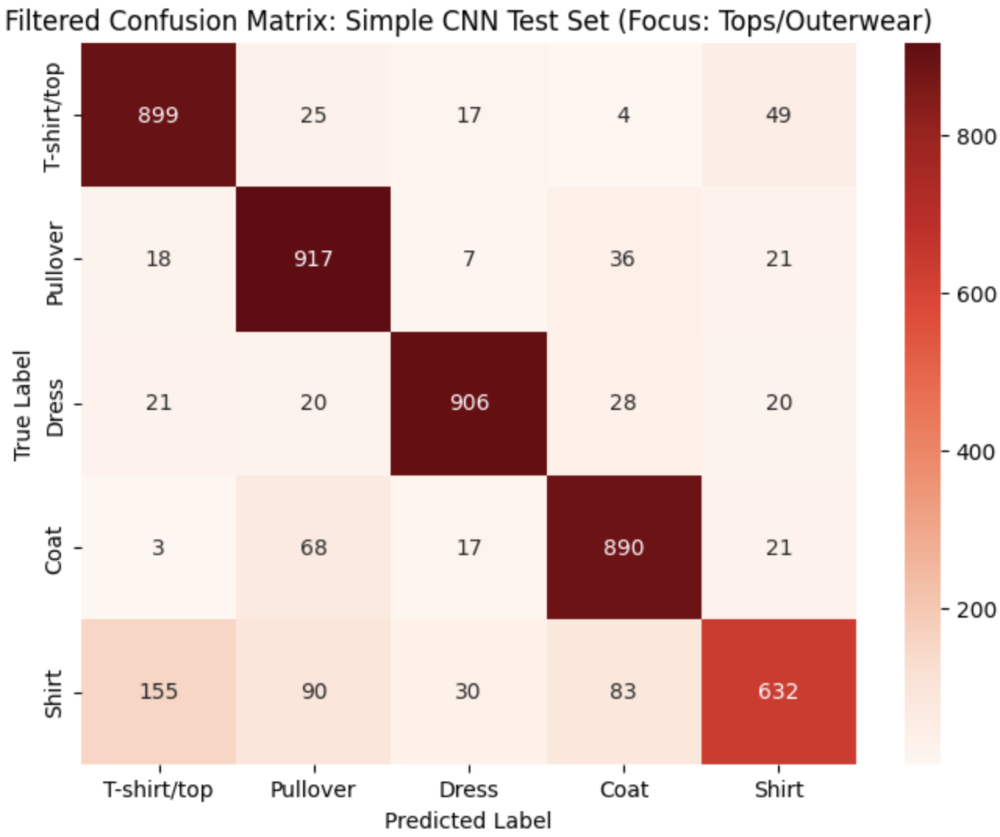 Filtered Confusion Matrix: Simple CNN Test Set (Focus: Tops/Outerwear)
True Label
T-shirt/top 899 25 17 4 49
Pullover 18 917 7 36 21
Dress 21 20 906 28 20
Coat 3 68 17 890 21
Shirt 155 90 30 83 632
T-shirt/top Pullover Dress Coat Shirt
Predicted Label
800
600
400
200